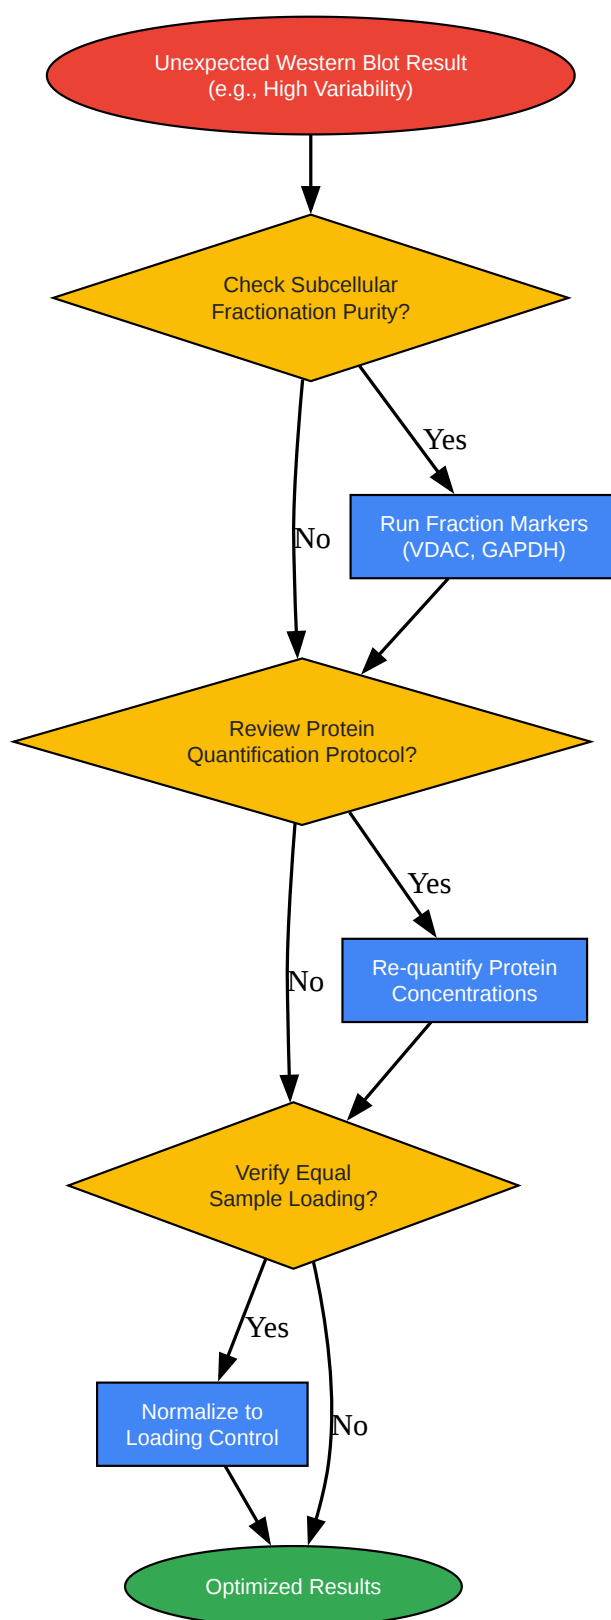 Unexpected Western Blot Result
(e.g., High Variability)
Check Subcellular
Fractionation Purity?
Yes
Run Fraction Markers
(VDAC, GAPDH)
No
Review Protein
Quantification Protocol?
Yes
Re-quantify Protein
Concentrations
No
Verify Equal
Sample Loading?
Yes
Normalize to
Loading Control
No
Optimized Results